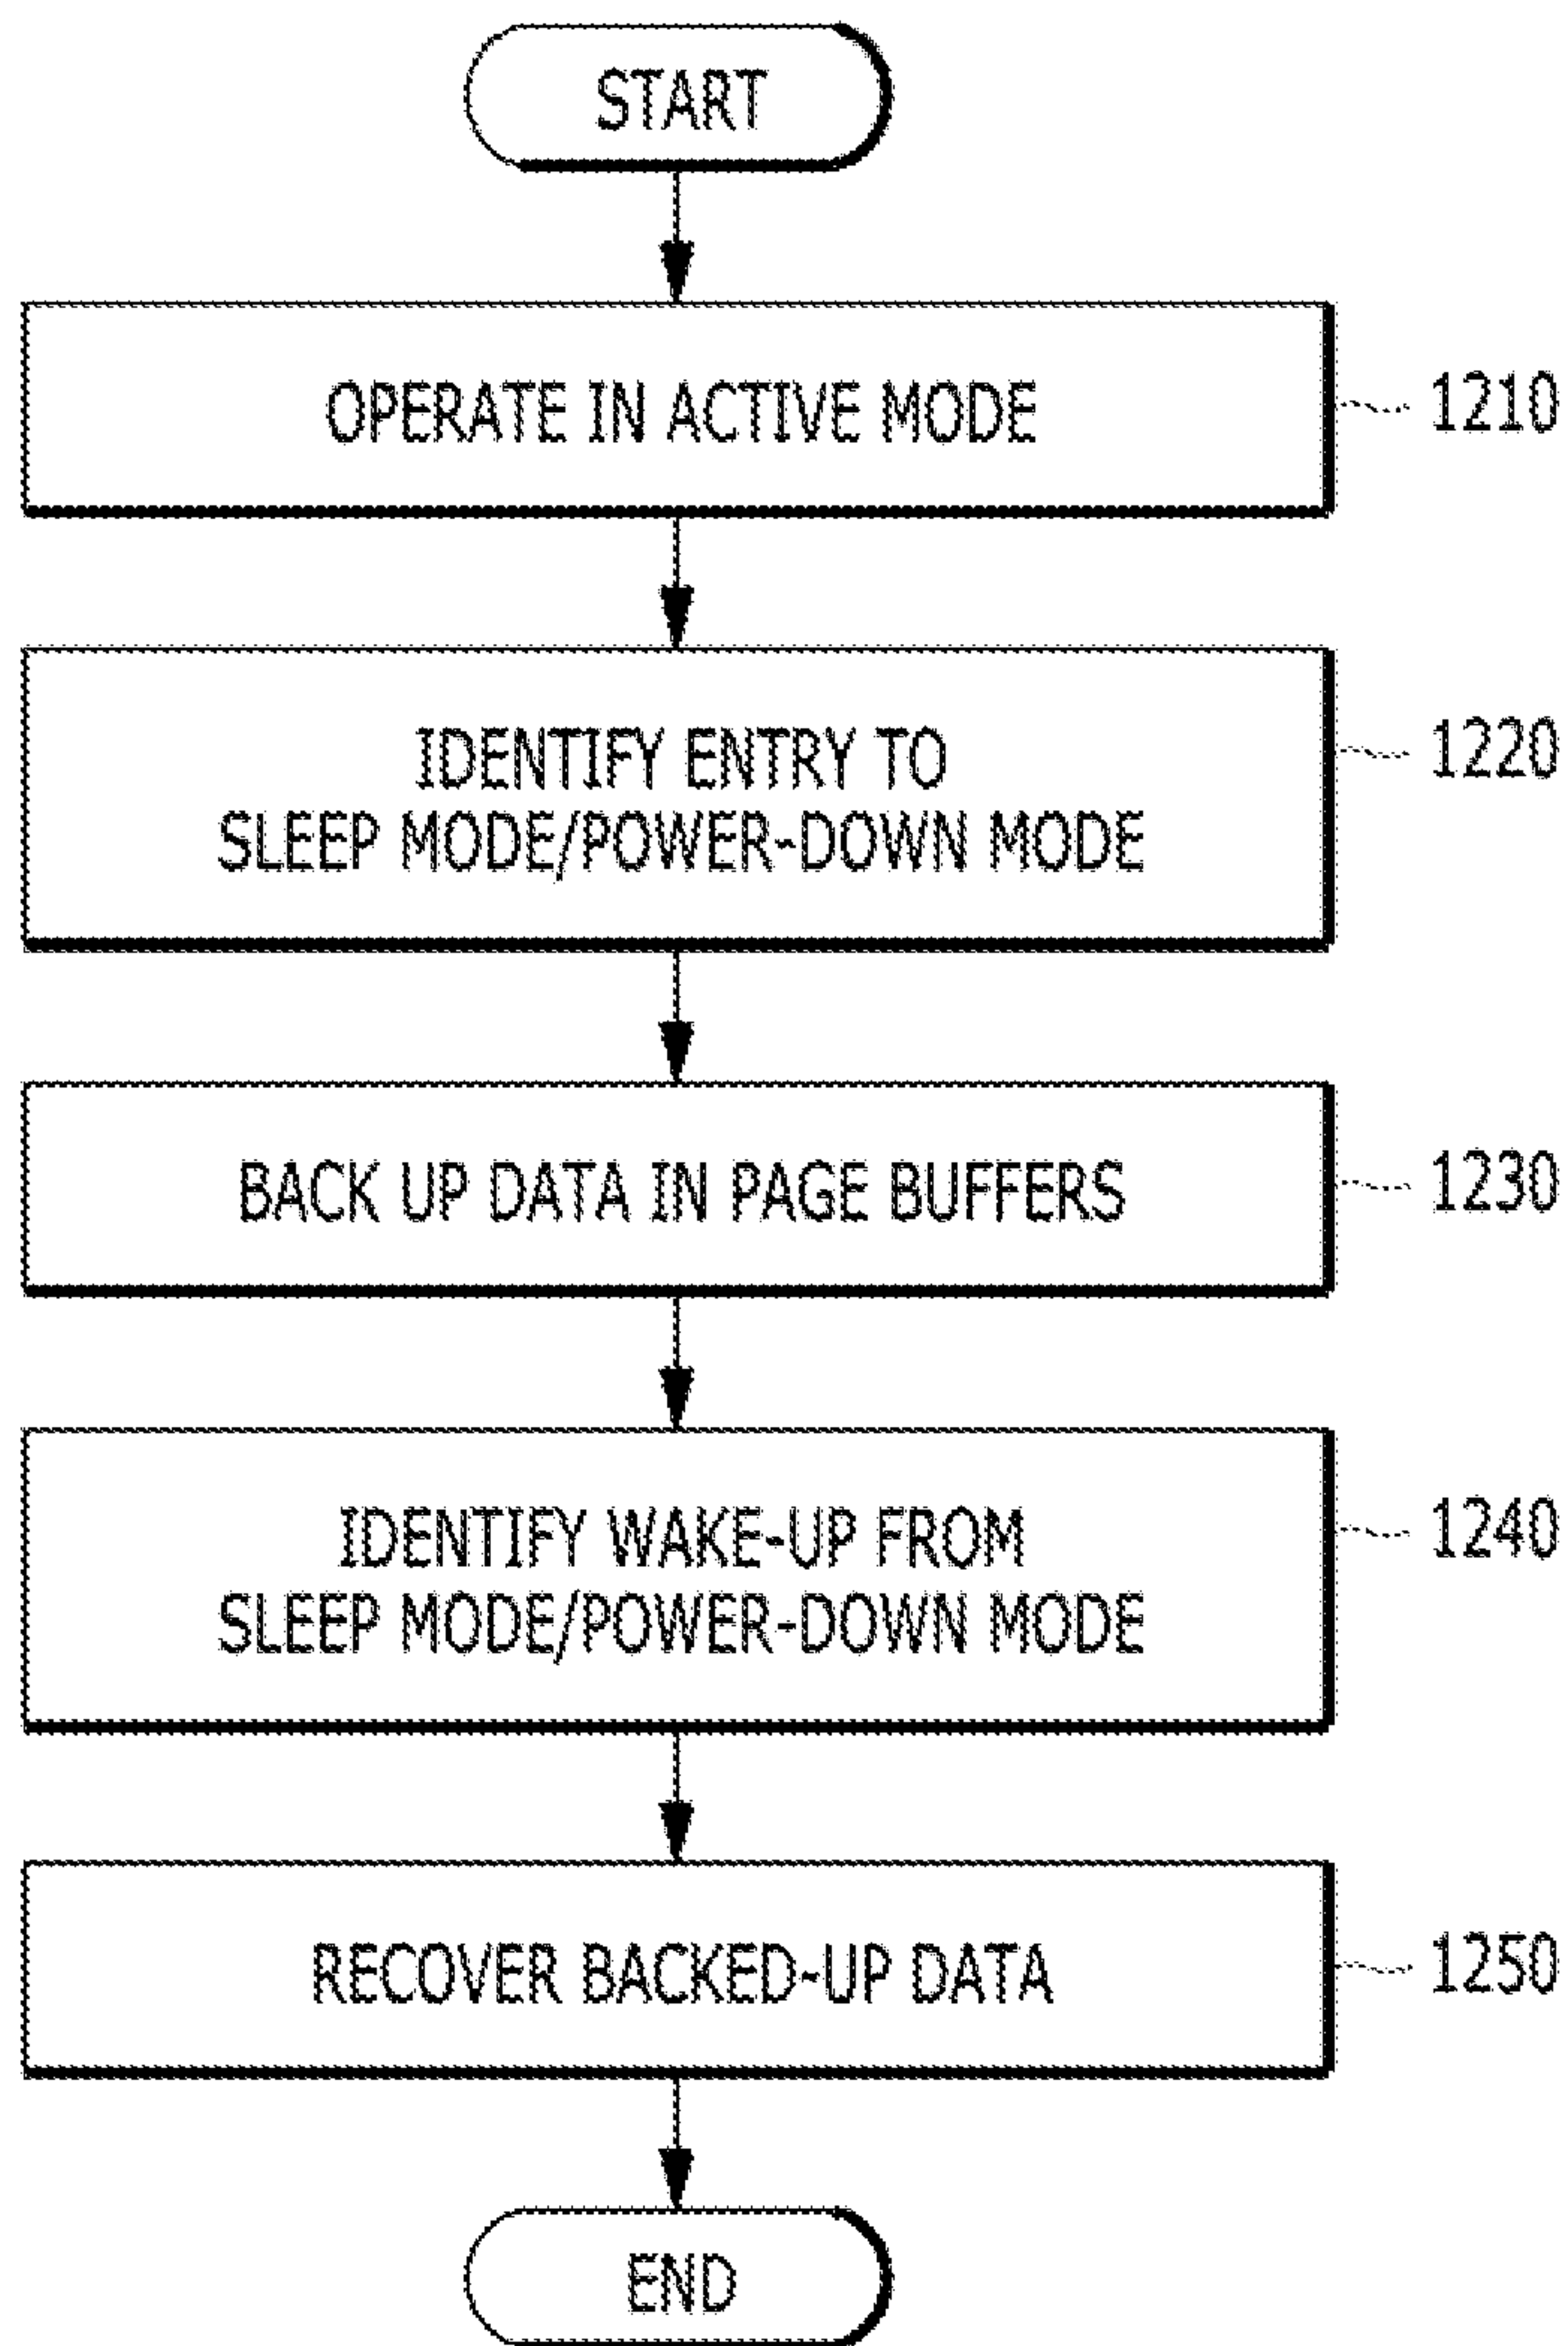 START
OPERATE IN ACTIVE MODE
1210
IDENTIFY ENTRY TO
SLEEP MODE/POWER-DOWN MODE
1220
BACK UP DATA IN PAGE BUFFERS
1230
IDENTIFY WAKE-UP FROM
SLEEP MODE/POWER-DOWN MODE
1240
RECOVER BACKED-UP DATA
1250
END